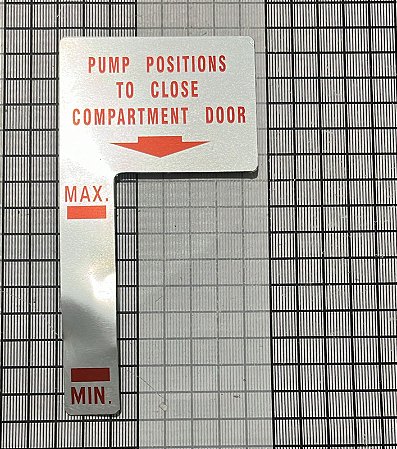 PUMP POSITIONS
TO CLOSE
COMPARTMENT DOOR
MAX.
MIN.